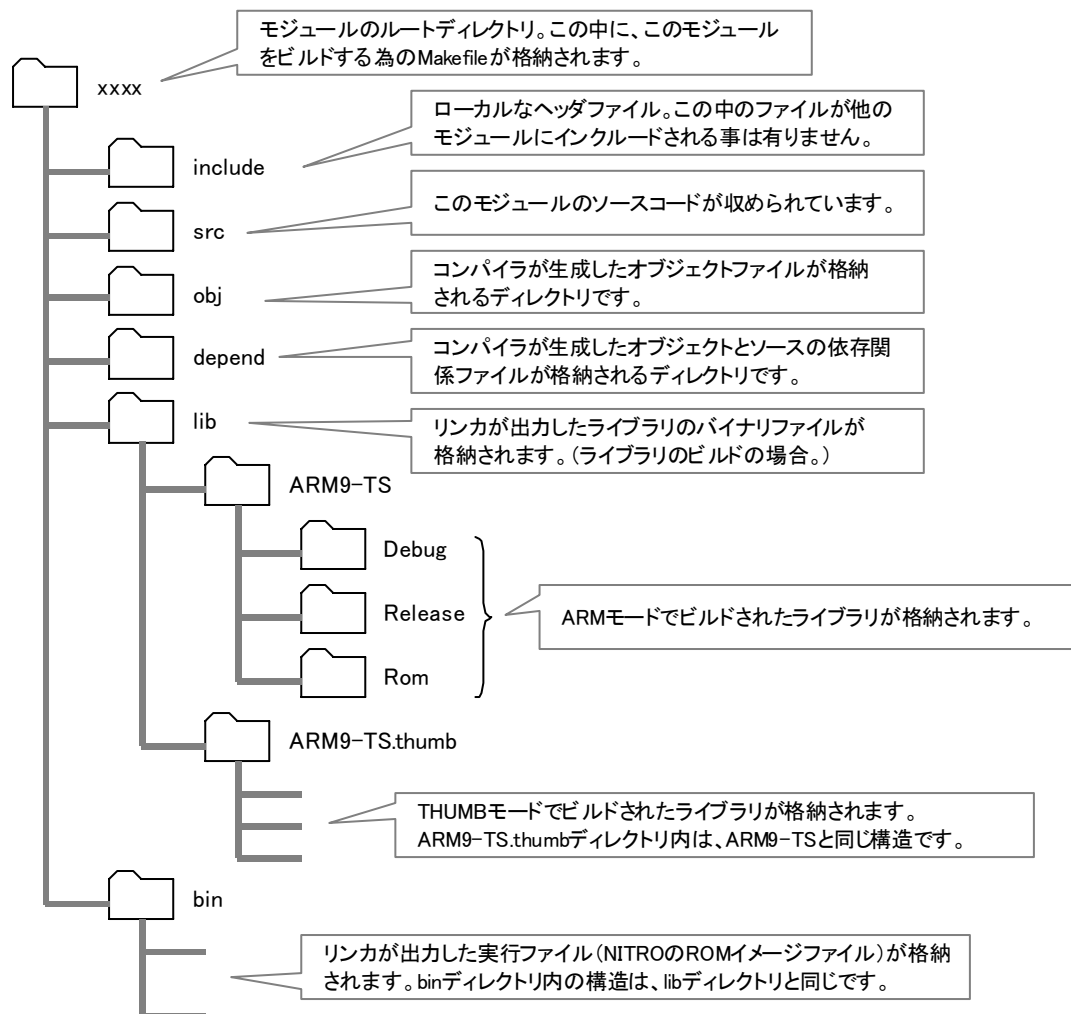 モジュールのルートディレクトリ。この中に、このモジュール
をビルドする為のMakefileが格納されます。
xxxx
ローカルなヘッダファイル。この中のファイルが他の
モジュールにインクルードされる事は有りません。
include
このモジュールのソースコードが収められています。
src
コンパイラが生成したオブジェクトファイルが格納
されるディレクトリです。
obj
コンパイラが生成したオブジェクトとソースの依存関
係ファイルが格納されるディレクトリです。
depend
リンカが出力したライブラリのバイナリファイルが
格納されます。(ライブラリのビルドの場合。)
lib
ARM9-TS
Debug
Release
ARMモードでビルドされたライブラリが格納されます。
Rom
ARM9-TS.thumb
THUMBモードでビルドされたライブラリが格納されます。
ARM9-TS.thumbディレクトリ内は、ARM9-TSと同じ構造です。
bin
リンカが出力した実行ファイル(NITROのROMイメージファイル)が格納
されます。binディレクトリ内の構造は、libディレクトリと同じです。